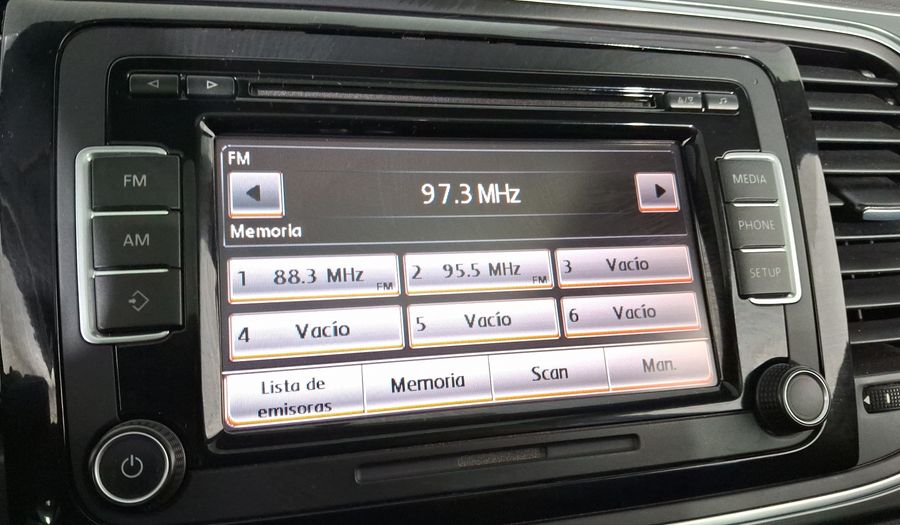 FM
97.3 MHz
Memoria
1 88.3 MHz FM
2 95.5 MHz FM
3 Vacío
4 Vacío
5 Vacío
6 Vacío
Lista de
emisoras
Memoria
Scan
Man.
FM
AM
MEDIA
PHONE
SETUP